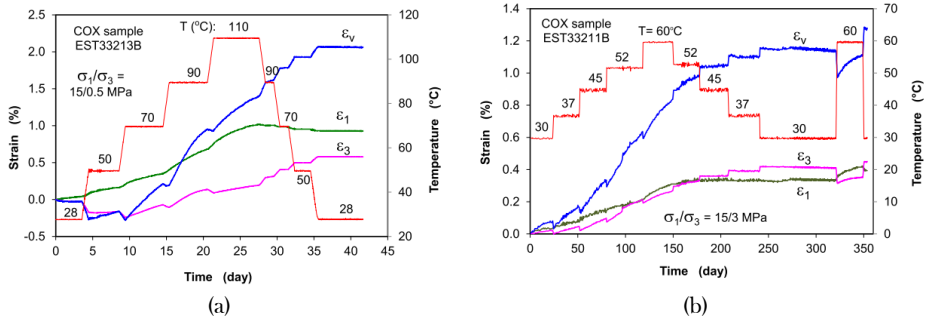 COX sample
EST33213B
T (°C): 110
σ1/σ3 =
15/0.5 MPa
28
50
70
90
90
70
50
28
εv
ε1
ε3
2.5
2.0
1.5
1.0
0.5
0.0
-0.5
Strain (%)
120
100
80
60
40
20
Temperature (°C)
0 5 10 15 20 25 30 35 40 45
Time (day)
(a)
COX sample
EST33211B
T= 60°C
30
37
45
52
52
45
37
30
60
εv
ε3
ε1
σ1/σ3 = 15/3 MPa
1.4
1.2
1.0
0.8
0.6
0.4
0.2
0.0
Strain (%)
70
60
50
40
30
20
10
0
Temperature (°C)
0 50 100 150 200 250 300 350
Time (day)
(b)